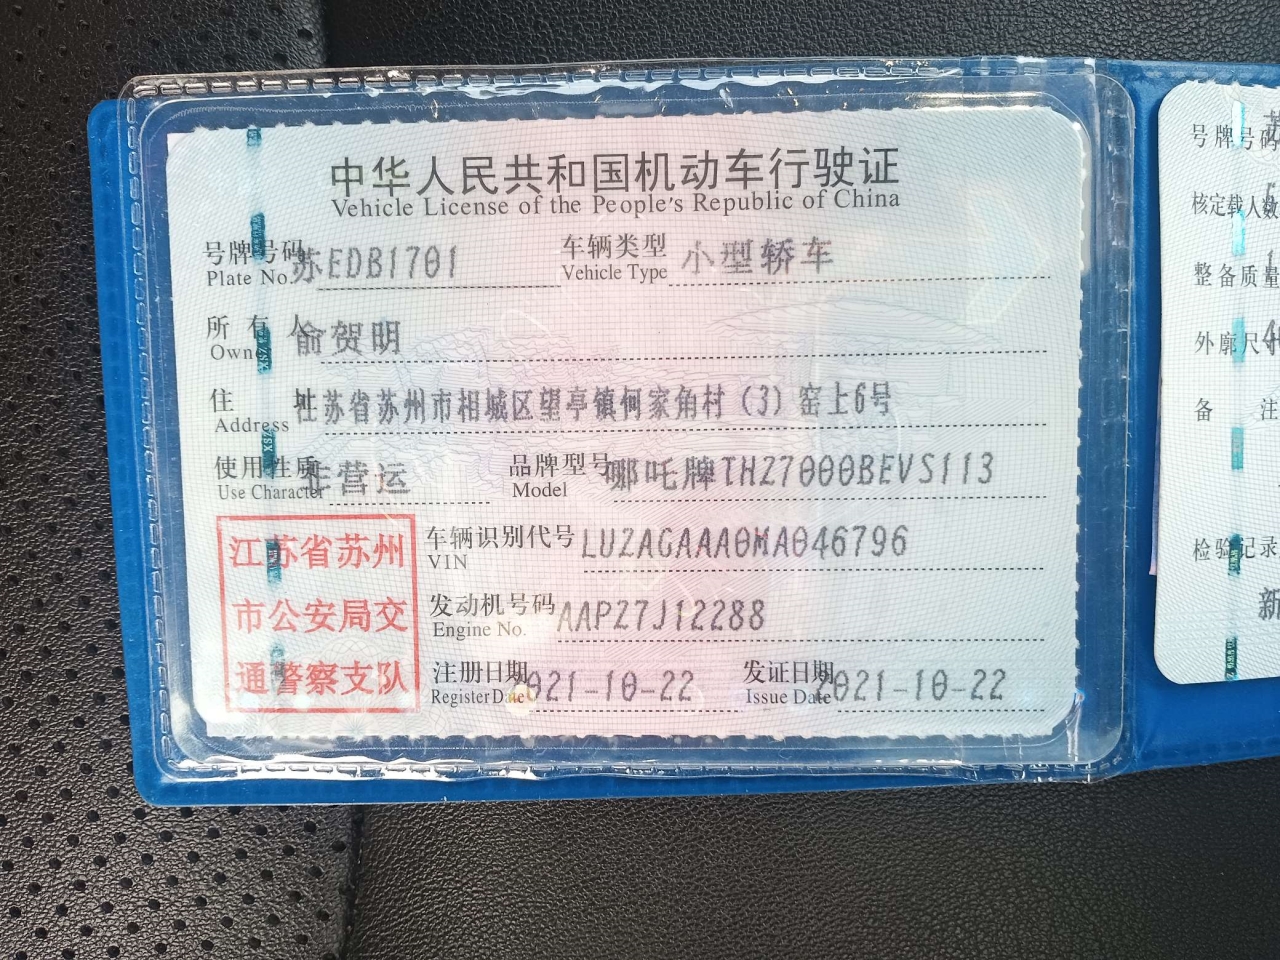 中华人民共和国机动车行驶证
Vehicle License of the People's Republic of China
号牌号码 苏EDB1701 车辆类型 小型轿车
Plate No. Vehicle Type
所有人 俞贺明
Owne
住址 江苏省苏州市相城区望亭镇何家角村（3）窑上6号
Address
使用性质 非营运 品牌型号 哪吒牌THZ7000BEVS113
Use Character Model
江苏省苏州
市公安局交
通警察支队
车辆识别代号 LUZAGAAA0MA046796
VIN
发动机号码 AAPZ7J12288
Engine No.
注册日期 2021-10-22 发证日期 2021-10-22
Register Date Issue Date
号牌号码 苏
核定载人数
整备质量
外廓尺寸
备注
检验记录
新